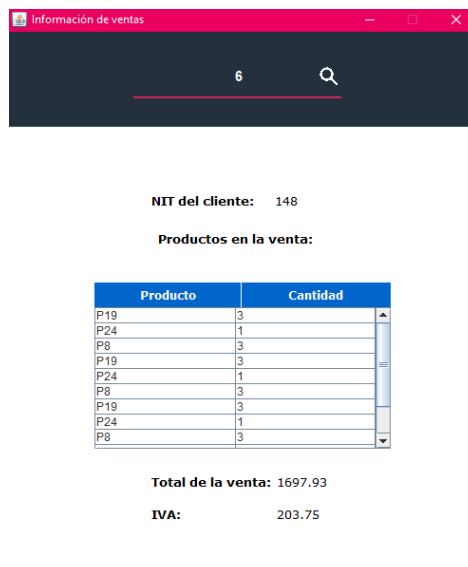 Información de ventas
6
NIT del cliente: 148
Productos en la venta:
Producto Cantidad
P19 3
P24 1
P8 3
P19 3
P24 1
P8 3
P19 3
P24 1
P8 3
Total de la venta: 1697.93
IVA: 203.75